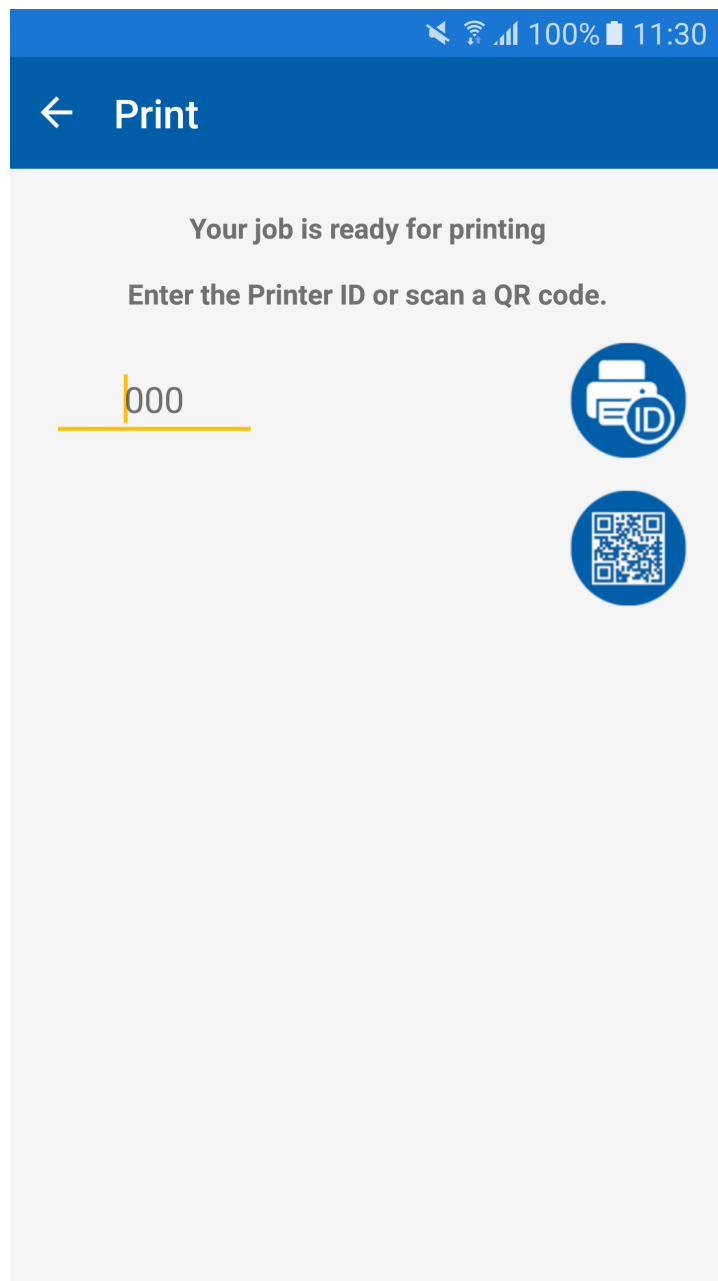 100% 11:30
Print
Your job is ready for printing
Enter the Printer ID or scan a QR code.
000
ID